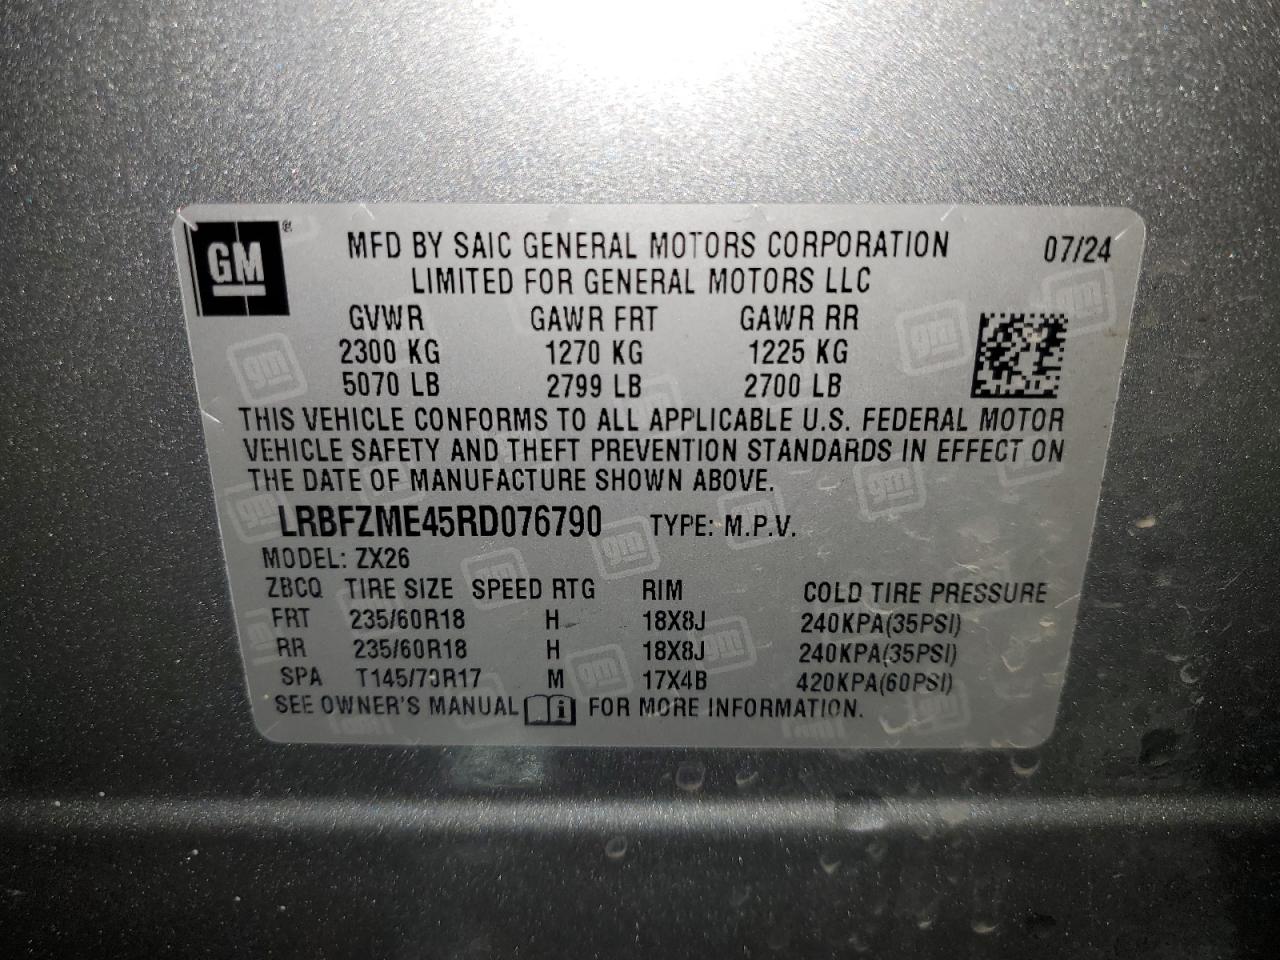 GM ®
MFD BY SAIC GENERAL MOTORS CORPORATION 07/24
LIMITED FOR GENERAL MOTORS LLC
GVWR GAWR FRT GAWR RR
2300 KG 1270 KG 1225 KG
5070 LB 2799 LB 2700 LB
THIS VEHICLE CONFORMS TO ALL APPLICABLE U.S. FEDERAL MOTOR
VEHICLE SAFETY AND THEFT PREVENTION STANDARDS IN EFFECT ON
THE DATE OF MANUFACTURE SHOWN ABOVE.
LRBFZME45RD076790 TYPE: M.P.V.
MODEL: ZX26
ZBCQ TIRE SIZE SPEED RTG RIM COLD TIRE PRESSURE
FRT 235/60R18 H 18X8J 240KPA(35PSI)
RR 235/60R18 H 18X8J 240KPA(35PSI)
SPA T145/70R17 M 17X4B 420KPA(60PSI)
SEE OWNER'S MANUAL i FOR MORE INFORMATION.